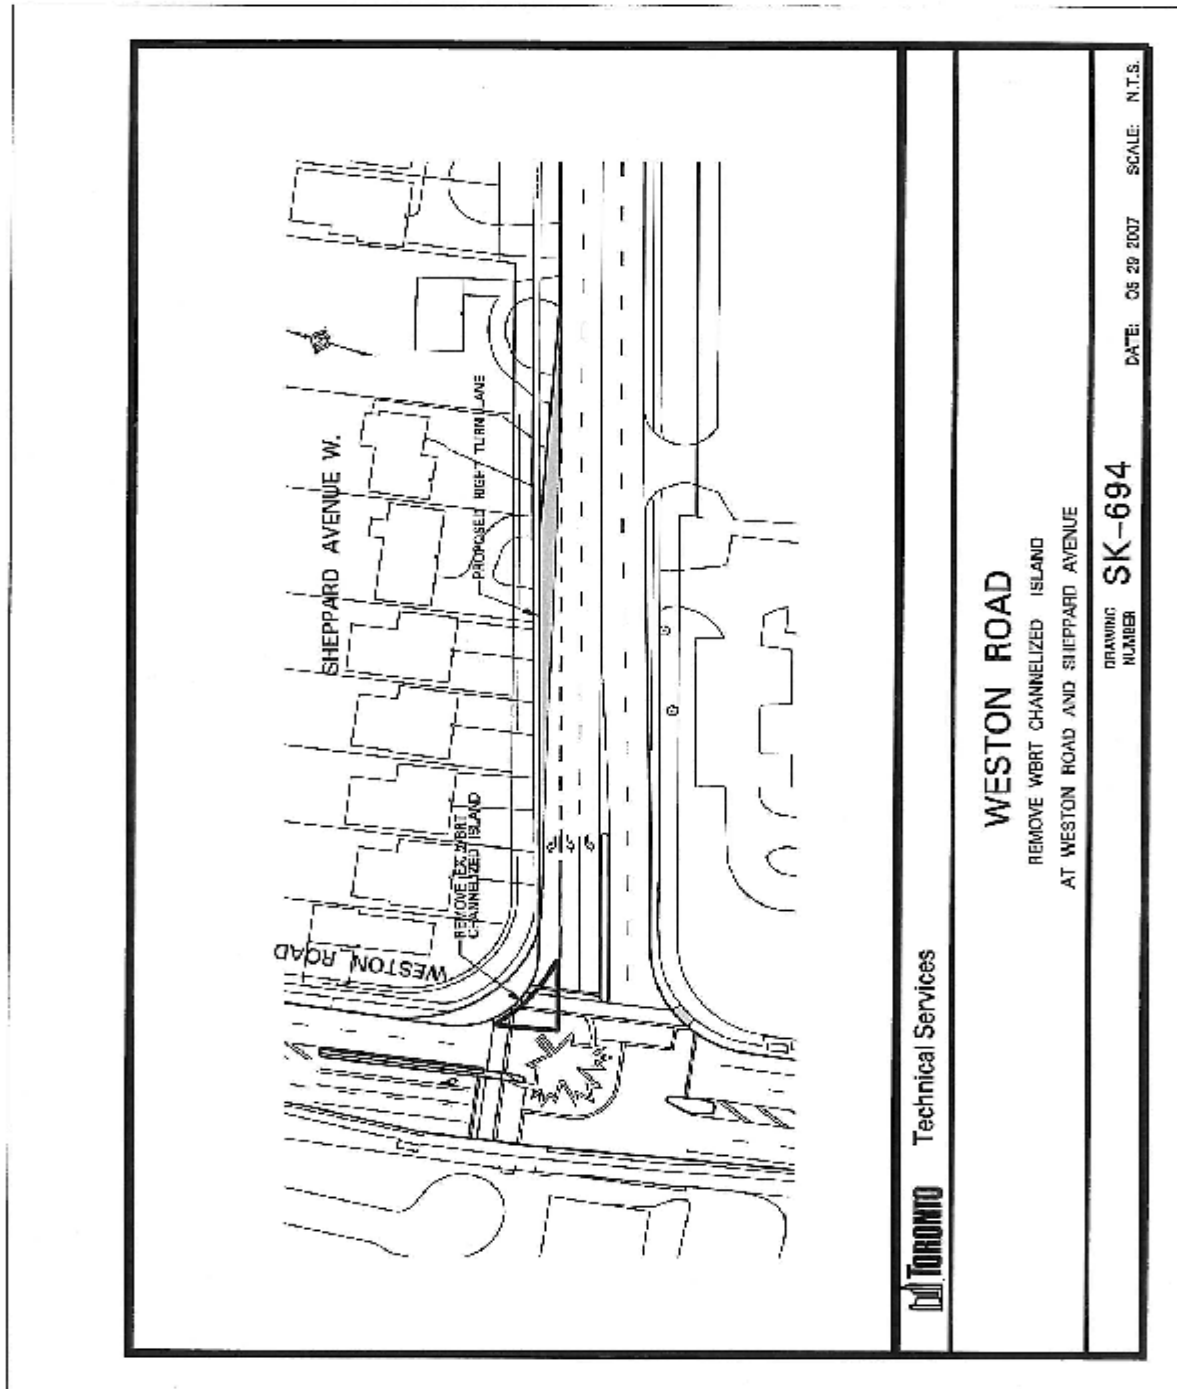 SHEPPARD AVENUE W.
PROPOSED RIGHT TURN LANE
REMOVE EX. WBRT
CHANNELIZED ISLAND
WESTON ROAD
TORONTO Technical Services
WESTON ROAD
REMOVE WBRT CHANNELIZED ISLAND
AT WESTON ROAD AND SHEPPARD AVENUE
DRAWING
NUMBER SK-694
DATE: 05 29 2007 SCALE: N.T.S.